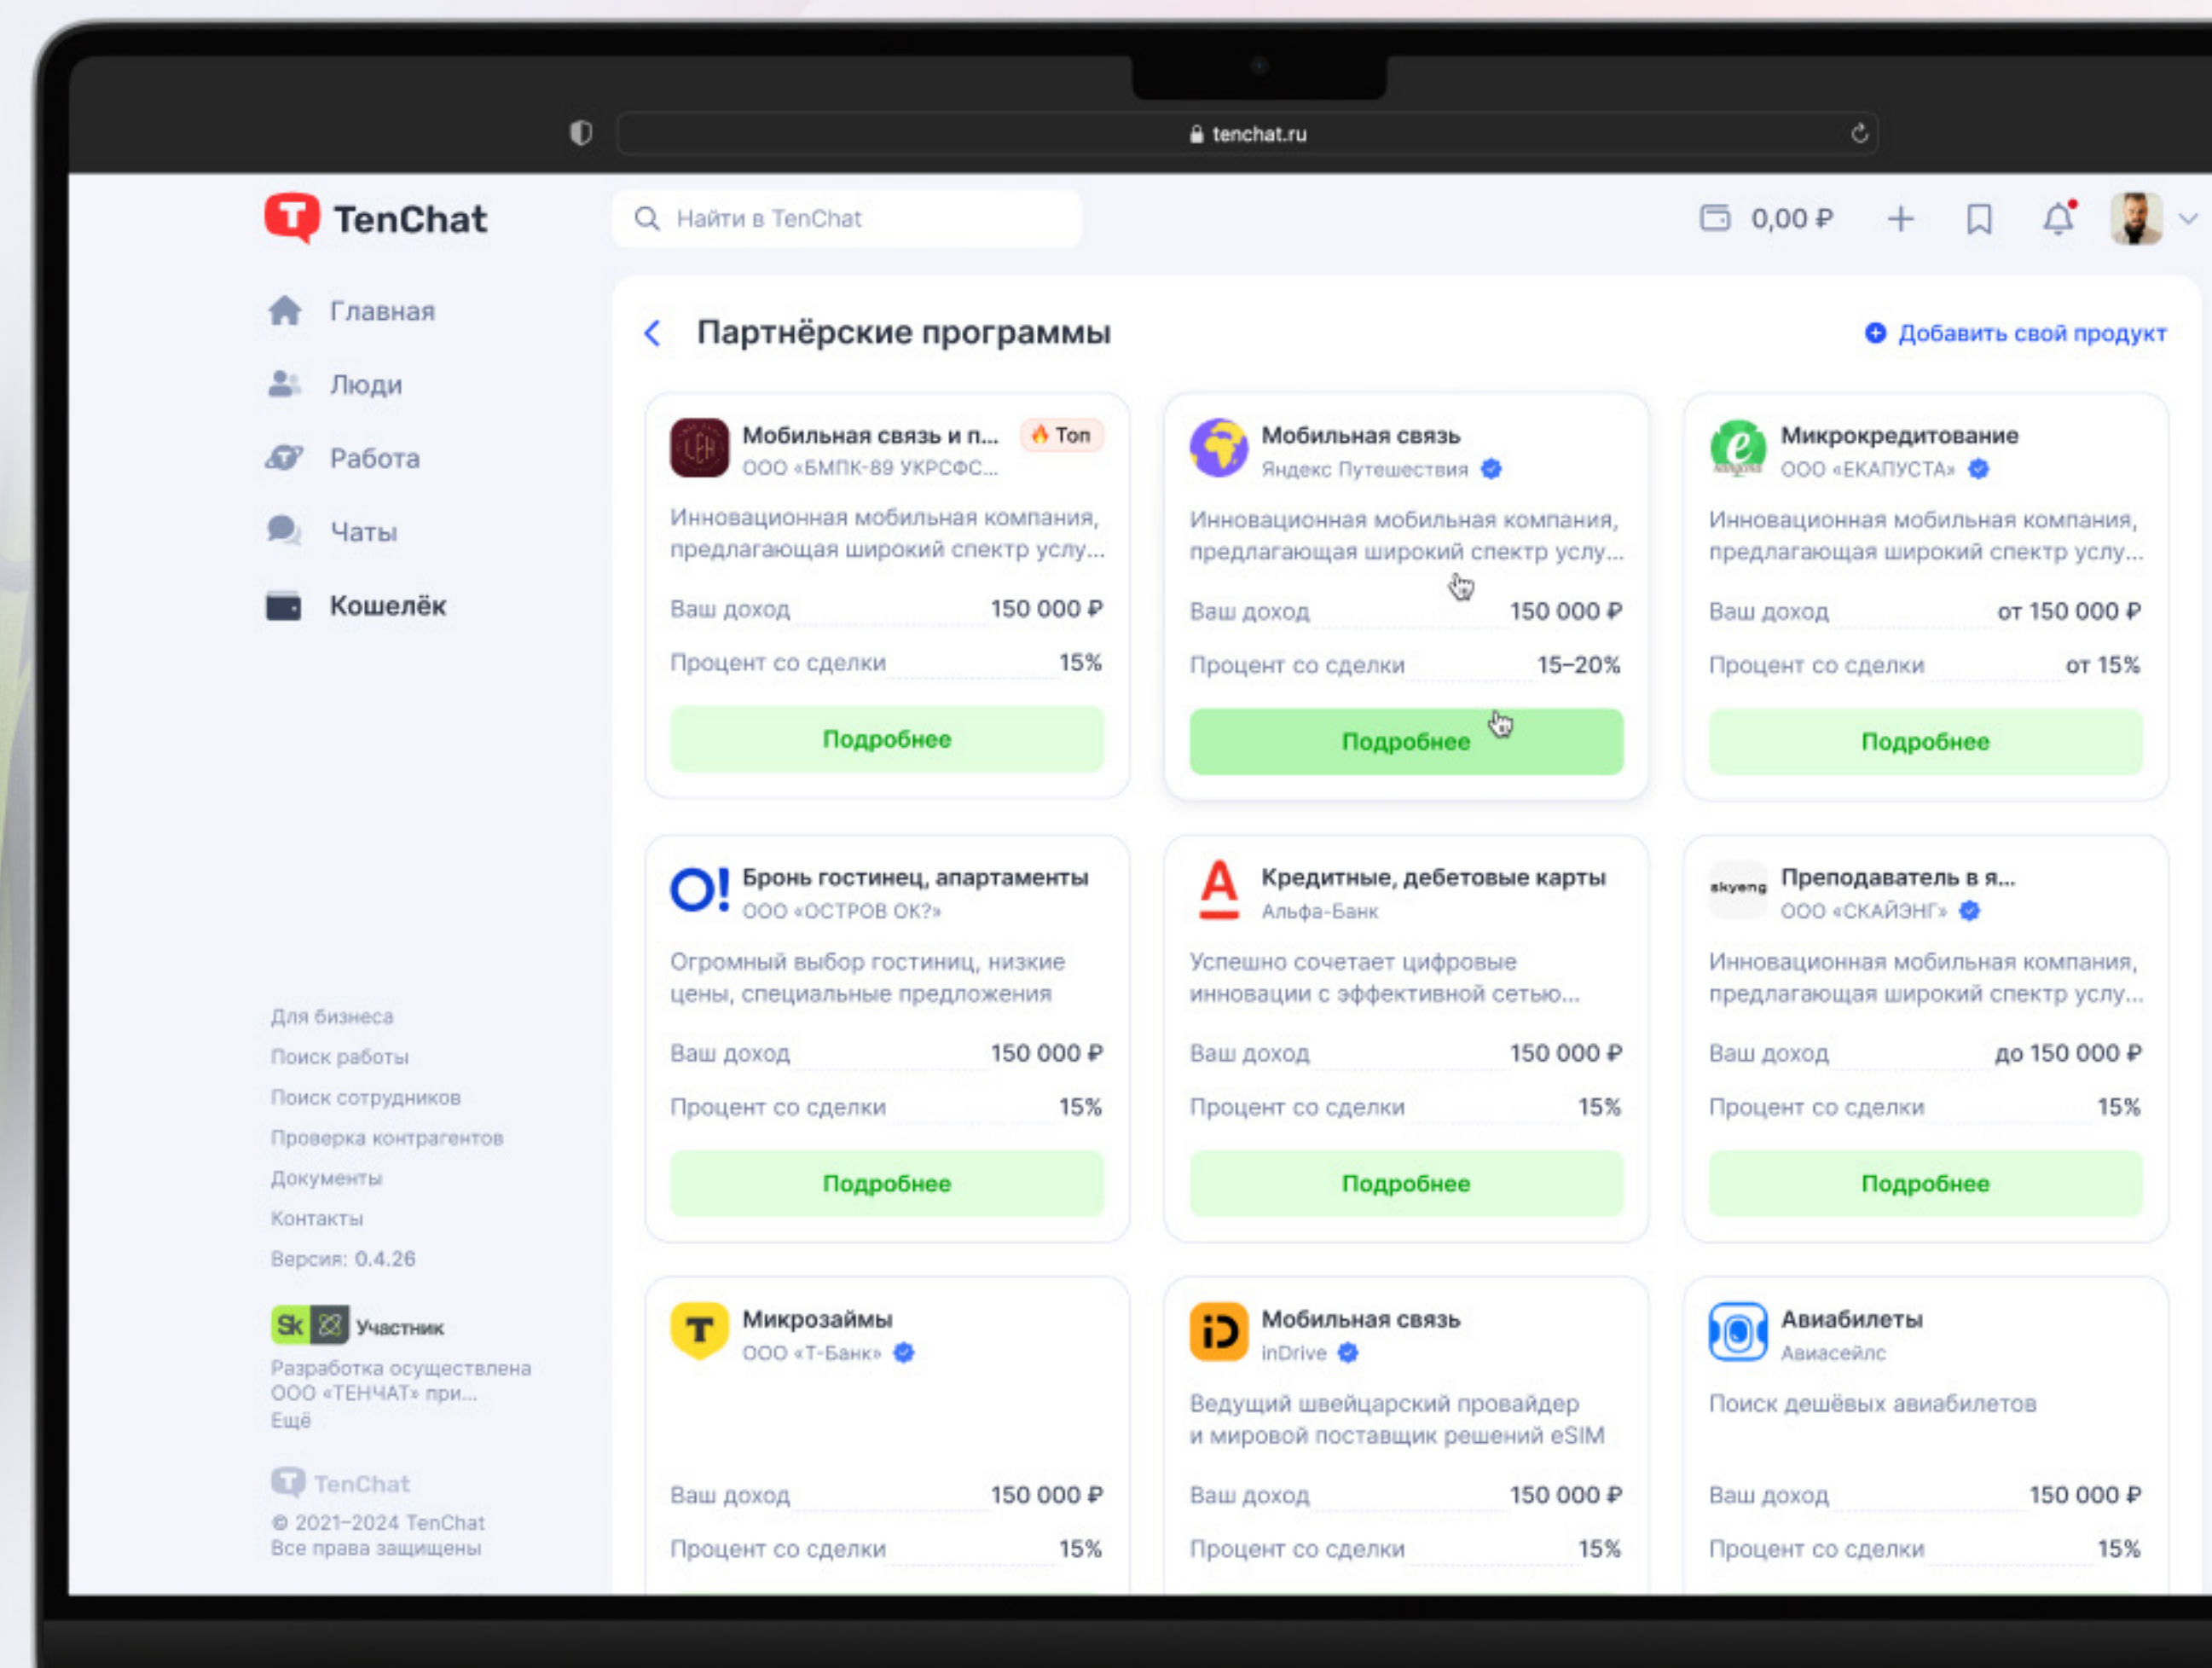 tenchat.ru
TenChat
Найти в TenChat
0,00 ₽
Главная
Люди
Работа
Чаты
Кошелёк
Для бизнеса
Поиск работы
Поиск сотрудников
Проверка контрагентов
Документы
Контакты
Версия: 0.4.26
Sk Участник
Разработка осуществлена
ООО «ТЕНЧАТ» при...
Ещё
TenChat
© 2021–2024 TenChat
Все права защищены
Партнёрские программы
Добавить свой продукт
Мобильная связь и п...
Топ
ООО «БМПК-89 УКРСФС...
Инновационная мобильная компания,
предлагающая широкий спектр услу...
Ваш доход 150 000 ₽
Процент со сделки 15%
Подробнее
Мобильная связь
Яндекс Путешествия
Инновационная мобильная компания,
предлагающая широкий спектр услу...
Ваш доход 150 000 ₽
Процент со сделки 15–20%
Подробнее
Микрокредитование
ООО «ЕКАПУСТА»
Инновационная мобильная компания,
предлагающая широкий спектр услу...
Ваш доход от 150 000 ₽
Процент со сделки от 15%
Подробнее
О!
Бронь гостинец, апартаменты
ООО «ОСТРОВ ОК?»
Огромный выбор гостиниц, низкие
цены, специальные предложения
Ваш доход 150 000 ₽
Процент со сделки 15%
Подробнее
А
Кредитные, дебетовые карты
Альфа-Банк
Успешно сочетает цифровые
инновации с эффективной сетью...
Ваш доход 150 000 ₽
Процент со сделки 15%
Подробнее
skyeng
Преподаватель в я...
ООО «СКАЙЭНГ»
Инновационная мобильная компания,
предлагающая широкий спектр услу...
Ваш доход до 150 000 ₽
Процент со сделки 15%
Подробнее
Т
Микрозаймы
ООО «Т-Банк»
Ваш доход 150 000 ₽
Процент со сделки 15%
iD
Мобильная связь
inDrive
Ведущий швейцарский провайдер
и мировой поставщик решений eSIM
Ваш доход 150 000 ₽
Процент со сделки 15%
Авиабилеты
Авиасейлс
Поиск дешёвых авиабилетов
Ваш доход 150 000 ₽
Процент со сделки 15%